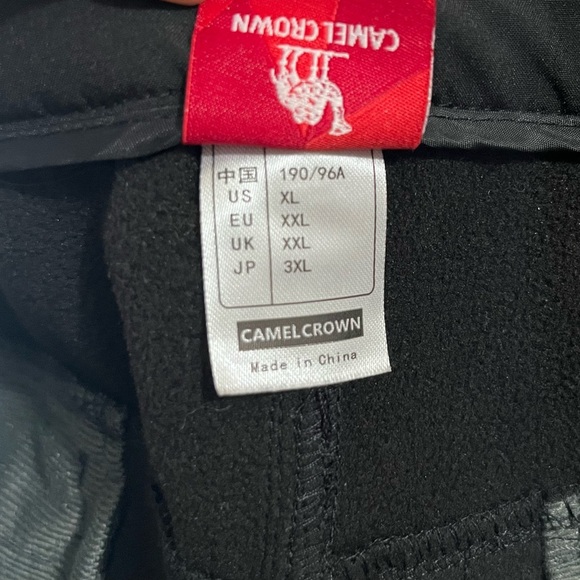 CAMEL CROWN
中国 190/96A
US XL
EU XXL
UK XXL
JP 3XL
CAMELCROWN
Made in China